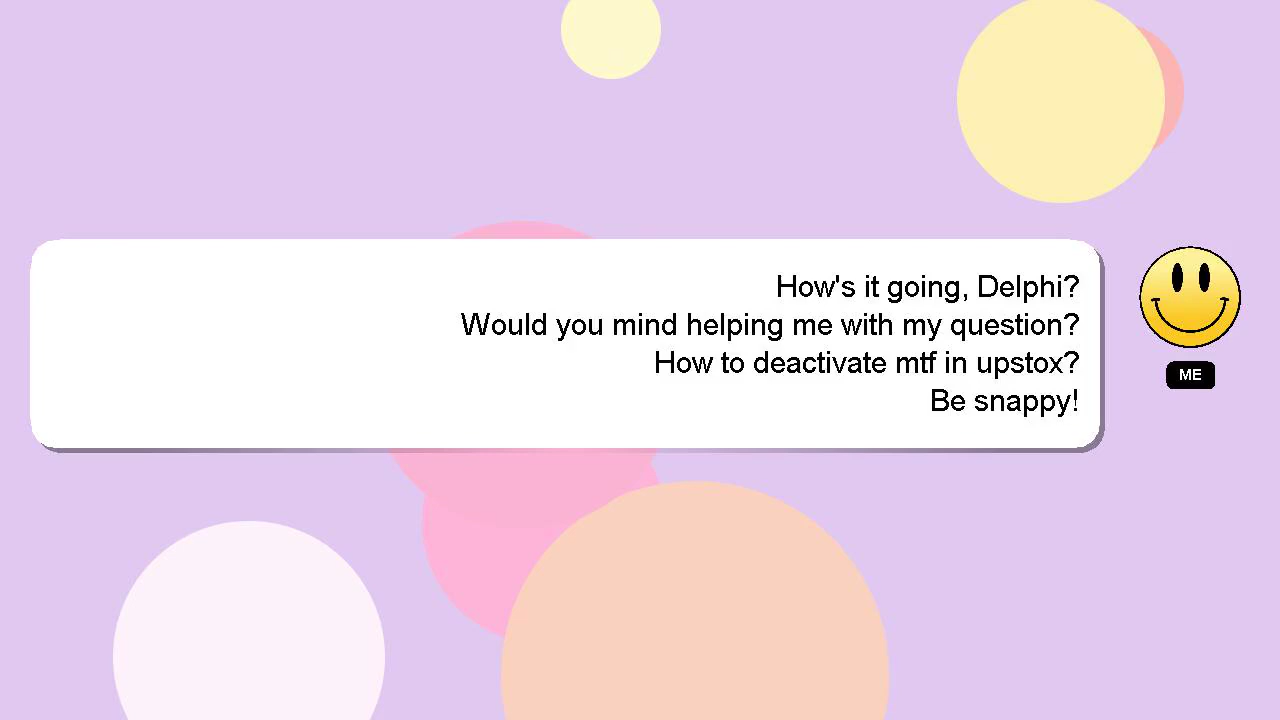 How's it going, Delphi?
Would you mind helping me with my question?
How to deactivate mtf in upstox?
Be snappy!
ME